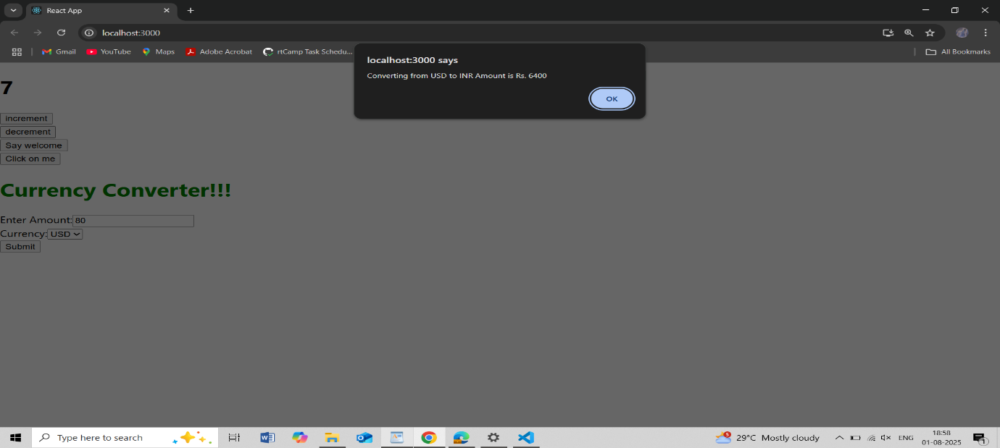 React App
localhost:3000
Gmail YouTube Maps Adobe Acrobat rtCamp Task Schedu... All Bookmarks
localhost:3000 says
Converting from USD to INR Amount is Rs. 6400
OK
7
increment
decrement
Say welcome
Click on me
Currency Converter!!!
Enter Amount:80
Currency:USD
Submit
Type here to search
5
29°C Mostly cloudy
ENG
18:58
01-08-2025
1